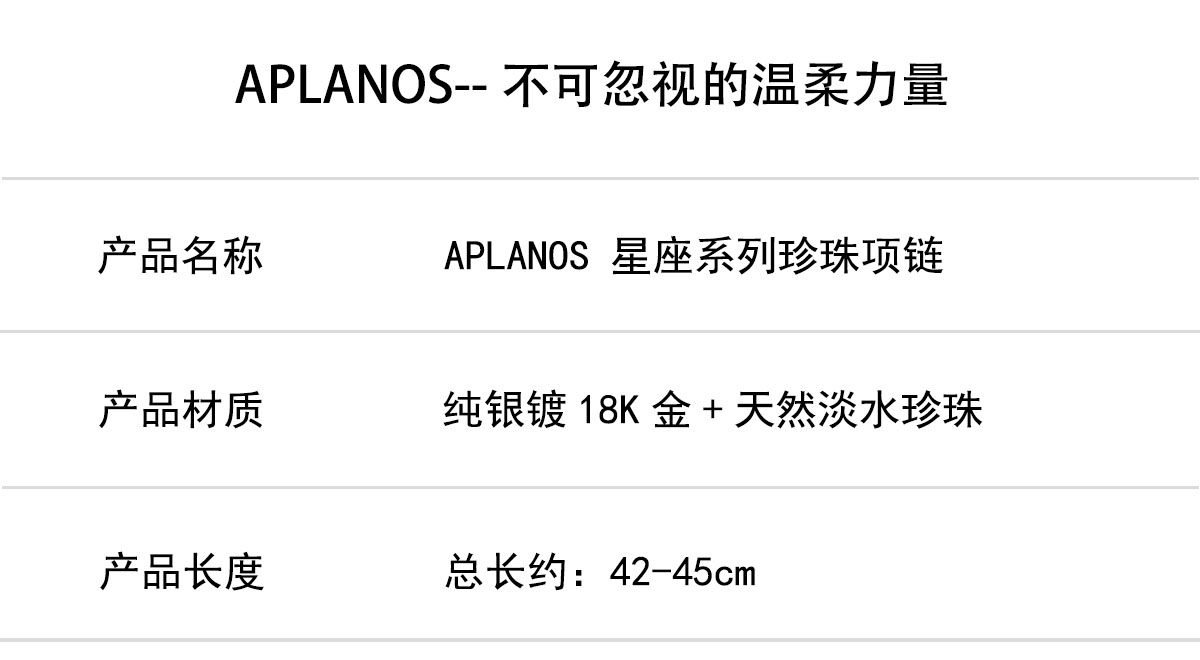 APLANOS-- 不可忽视的温柔力量
产品名称 APLANOS 星座系列珍珠项链
产品材质 纯银镀 18K 金 + 天然淡水珍珠
产品长度 总长约：42-45cm